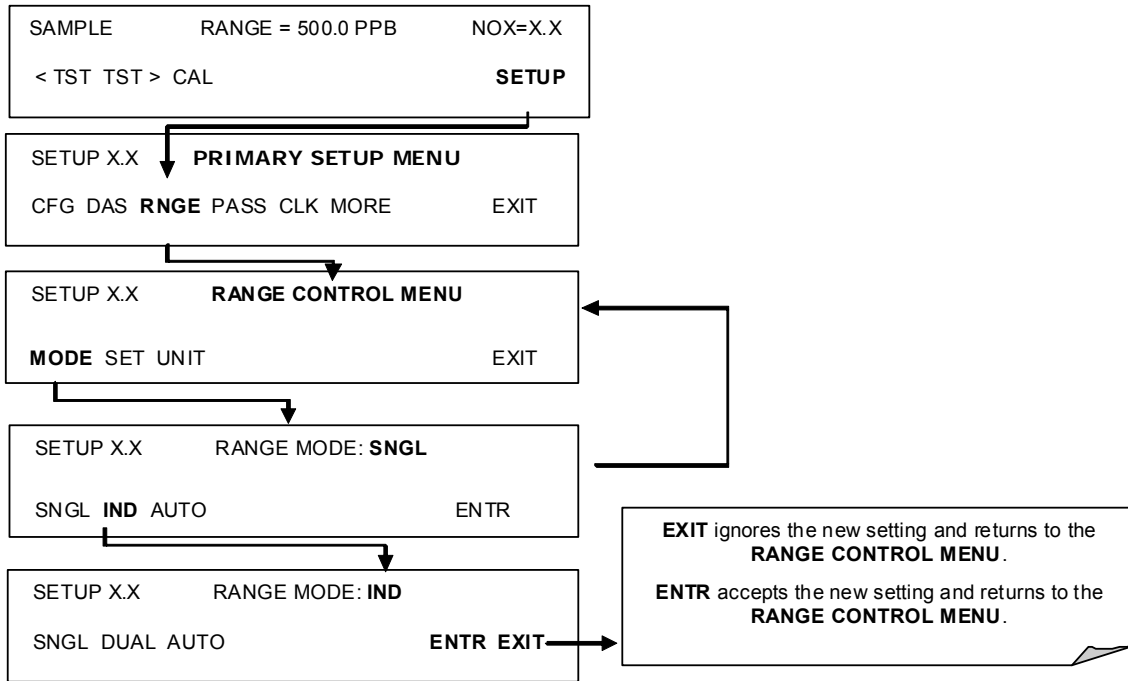 SAMPLE RANGE = 500.0 PPB NOX=X.X
< TST TST > CAL SETUP
SETUP X.X PRIMARY SETUP MENU
CFG DAS RNGE PASS CLK MORE EXIT
SETUP X.X RANGE CONTROL MENU
MODE SET UNIT EXIT
SETUP X.X RANGE MODE: SNGL
SNGL IND AUTO ENTR
SETUP X.X RANGE MODE: IND
SNGL DUAL AUTO ENTR EXIT
EXIT ignores the new setting and returns to the
RANGE CONTROL MENU.
ENTR accepts the new setting and returns to the
RANGE CONTROL MENU.